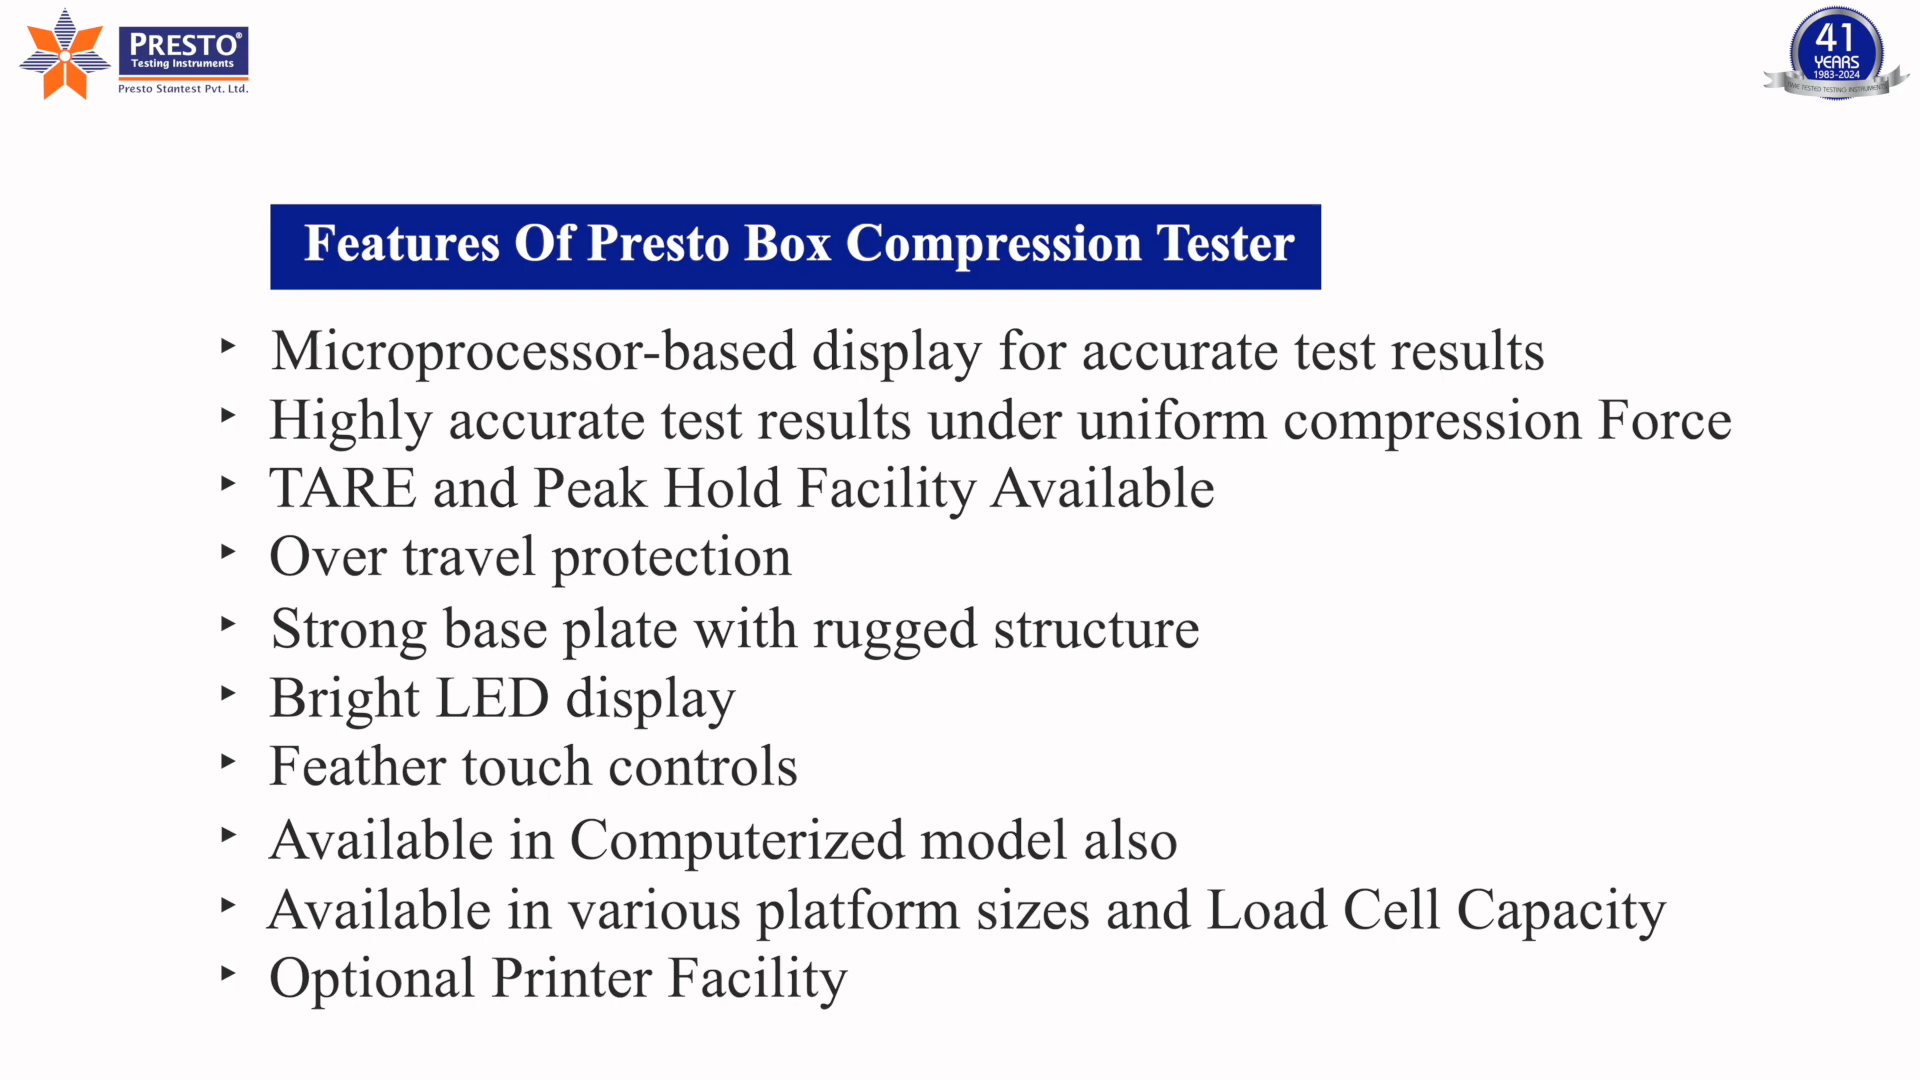 PRESTO®
Testing Instruments
Presto Stantest Pvt. Ltd.
41
YEARS
1983-2024
TESTED TESTING INSTRUMENTS
Features Of Presto Box Compression Tester
‣ Microprocessor-based display for accurate test results
‣ Highly accurate test results under uniform compression Force
‣ TARE and Peak Hold Facility Available
‣ Over travel protection
‣ Strong base plate with rugged structure
‣ Bright LED display
‣ Feather touch controls
‣ Available in Computerized model also
‣ Available in various platform sizes and Load Cell Capacity
‣ Optional Printer Facility